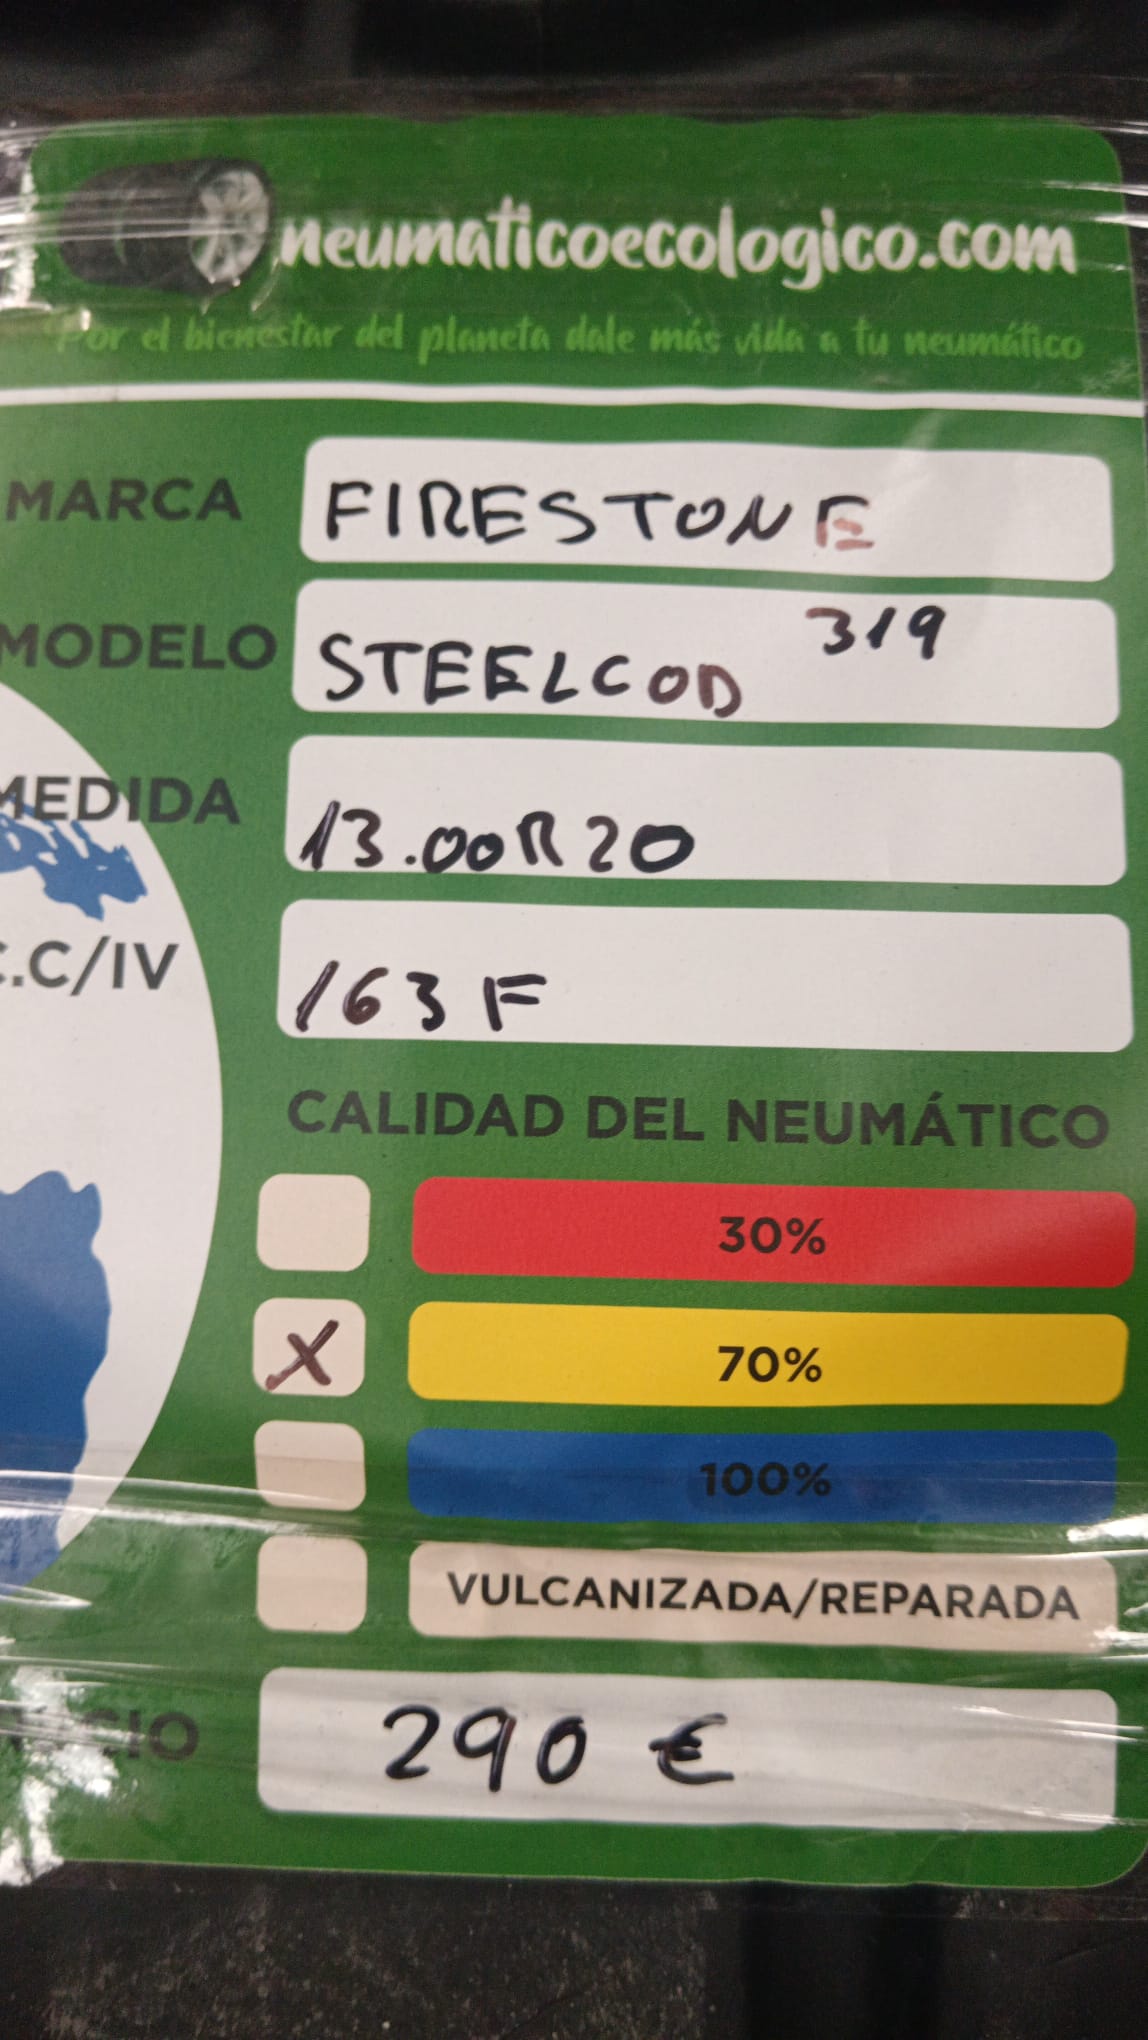 neumaticoecologico.com
Por el bienestar del planeta dale más vida a tu neumático
MARCA FIRESTONE
MODELO STEELCOD 319
MEDIDA 13.00R20
C.C/IV 163 F
CALIDAD DEL NEUMÁTICO
30%
X 70%
100%
VULCANIZADA/REPARADA
290 €